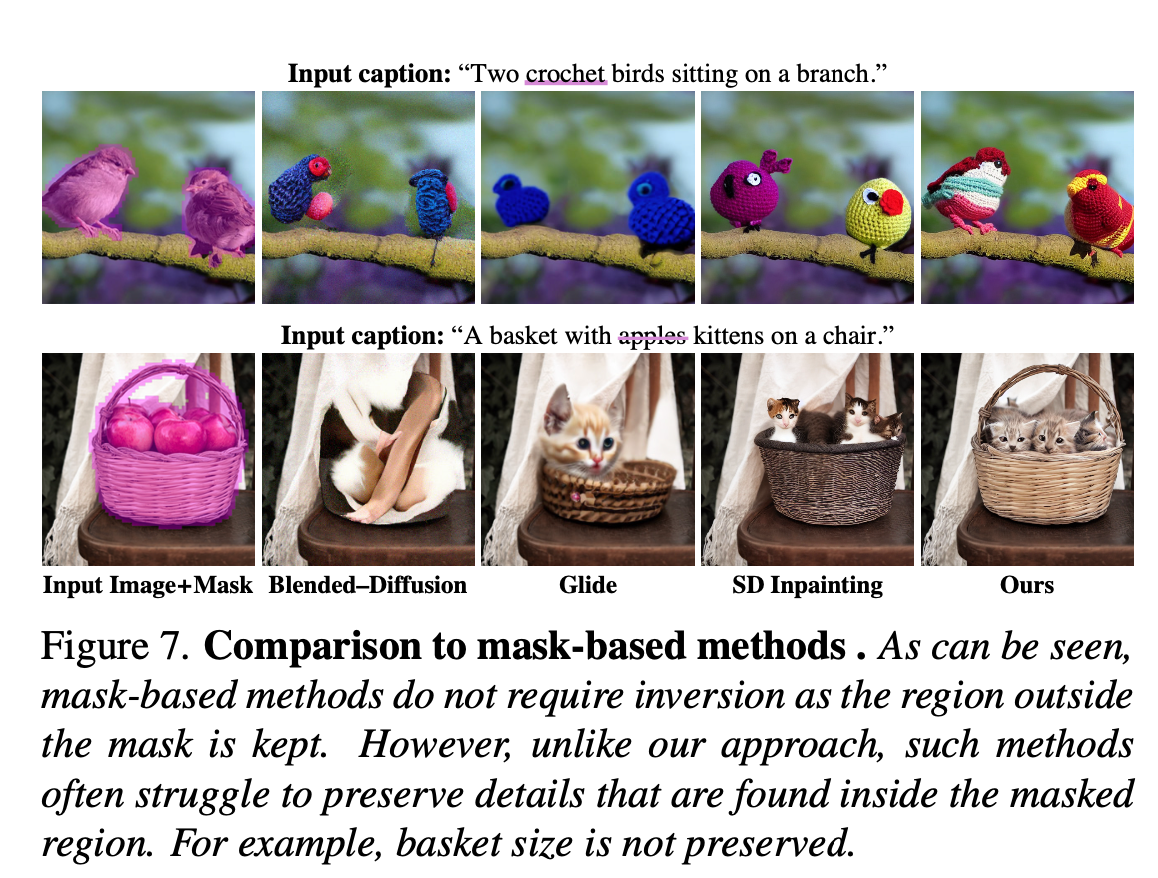 Input caption: “Two crochet birds sitting on a branch.”
Input caption: “A basket with apples kittens on a chair.”
Input Image+Mask Blended–Diffusion Glide SD Inpainting Ours
Figure 7. Comparison to mask-based methods . As can be seen,
mask-based methods do not require inversion as the region outside
the mask is kept. However, unlike our approach, such methods
often struggle to preserve details that are found inside the masked
region. For example, basket size is not preserved.